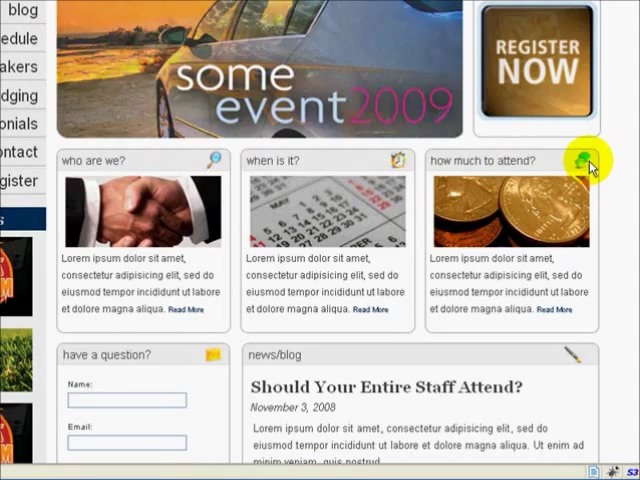 blog
edule
akers
dging
onials
ontact
gister
s
some
event2009
REGISTER
NOW
who are we?
when is it?
how much to attend?
MAY
Lorem ipsum dolor sit amet,
consectetur adipisicing elit, sed do
eiusmod tempor incididunt ut labore
et dolore magna aliqua. Read More
Lorem ipsum dolor sit amet,
consectetur adipisicing elit, sed do
eiusmod tempor incididunt ut labore
et dolore magna aliqua. Read More
Lorem ipsum dolor sit amet,
consectetur adipisicing elit, sed do
eiusmod tempor incididunt ut labore
et dolore magna aliqua. Read More
have a question?
Name:
Email:
news/blog
Should Your Entire Staff Attend?
November 3, 2008
Lorem ipsum dolor sit amet, consectetur adipisicing elit, sed do
eiusmod tempor incididunt ut labore et dolore magna aliqua. Ut enim ad
minim veniam, quis nostrud
S3